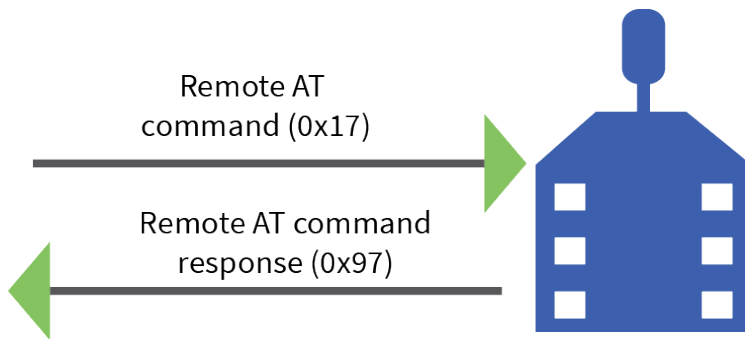 Remote AT
command (0x17)
Remote AT command
response (0x97)